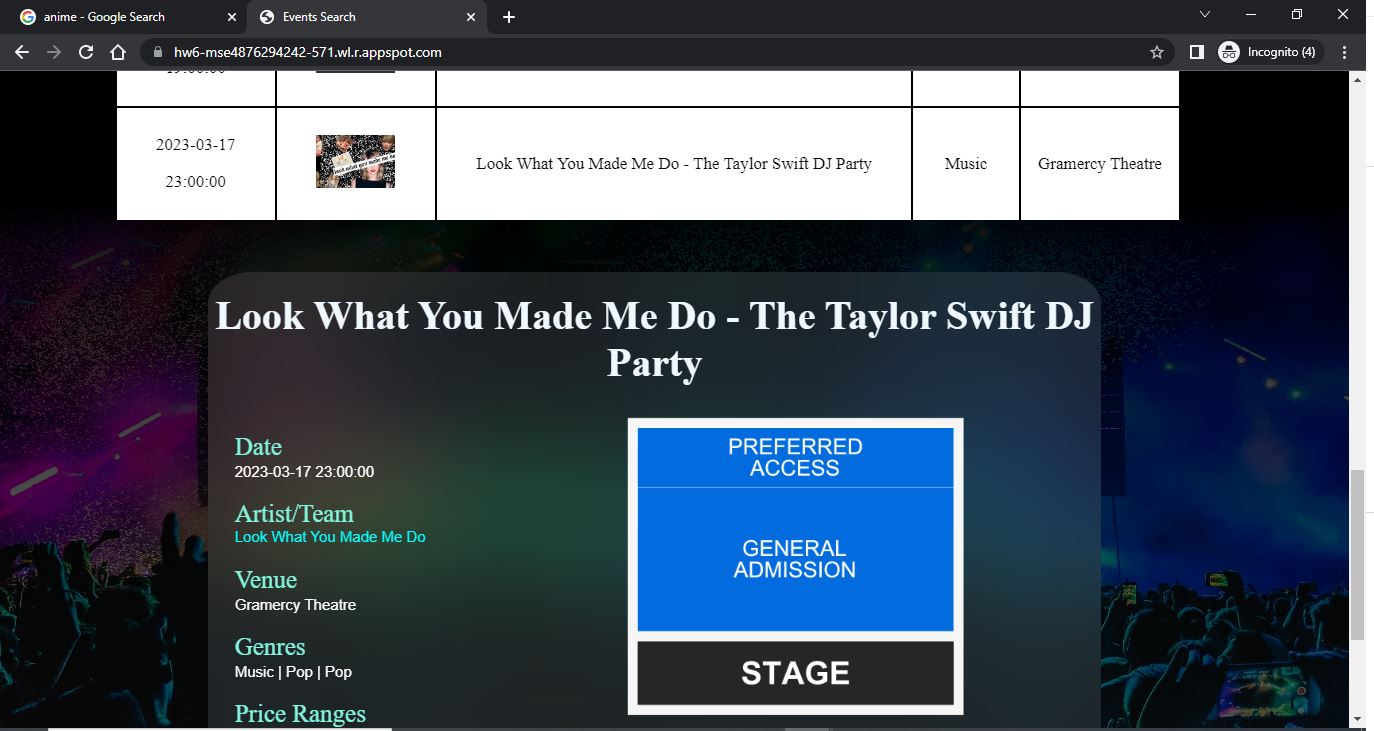 anime - Google Search
Events Search
hw6-mse4876294242-571.wl.r.appspot.com
Incognito (4)
19:00:00
2023-03-17
23:00:00
Look What You Made Me Do - The Taylor Swift DJ Party
Music
Gramercy Theatre
Look What You Made Me Do - The Taylor Swift DJ
Party
Date
2023-03-17 23:00:00
Artist/Team
Look What You Made Me Do
Venue
Gramercy Theatre
Genres
Music | Pop | Pop
Price Ranges
PREFERRED
ACCESS
GENERAL
ADMISSION
STAGE